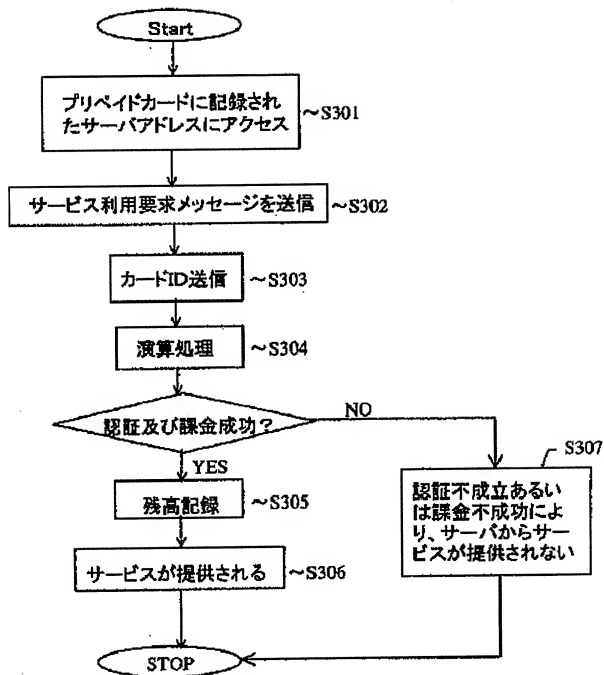 Start
プリペイドカードに記録され
たサーバアドレスにアクセス
～S301
サービス利用要求メッセージを送信
～S302
カードID送信
～S303
演算処理
～S304
認証及び課金成功？
NO
YES
S307
残高記録
～S305
認証不成立あるい
は課金不成功によ
り、サーバからサー
ビスが提供されない
サービスが提供される
～S306
STOP